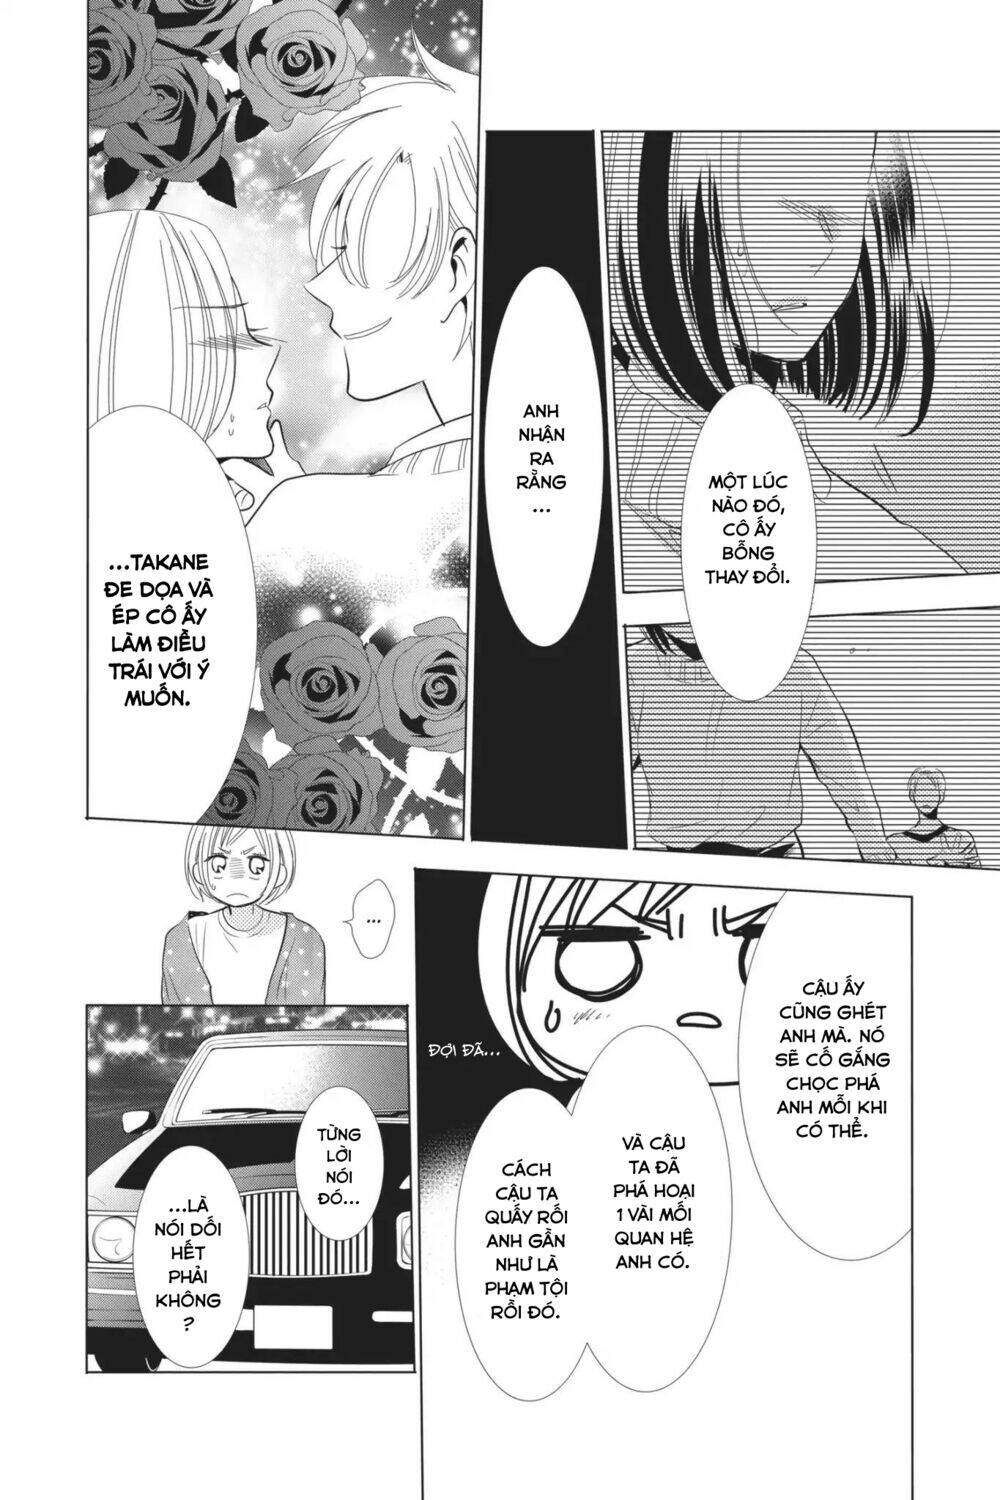 MỘT LÚC
NÀO ĐÓ,
CÔ ẤY
BỖNG
THAY ĐỔI.
ANH
NHẬN
RA
RẰNG
...
...TAKANE
ĐE DỌA VÀ
ÉP CÔ ẤY
LÀM ĐIỀU
TRÁI VỚI Ý
MUỐN.
CẬU ẤY
CŨNG GHÉT
ANH MÀ. NÓ
SẼ CỐ GẮNG
CHỌC PHÁ
ANH MỖI KHI
CÓ THỂ.
VÀ CẬU
TA ĐÃ
PHÁ HOẠI
1 VÀI MỐI
QUAN HỆ
ANH CÓ.
CÁCH
CẬU TA
QUẤY RỐI
ANH GẦN
NHƯ LÀ
PHẠM TỘI
RỒI ĐÓ.
ĐỢI ĐÃ...
...
TỪNG
LỜI
NÓI
ĐÓ...
...LÀ
NÓI DỐI
HẾT
PHẢI
KHÔNG
?